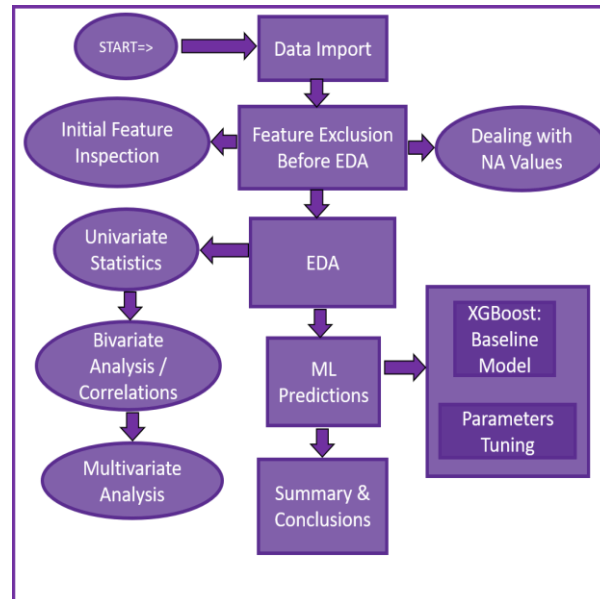 START=>
Data Import
Initial Feature
Inspection
Feature Exclusion
Before EDA
Dealing with
NA Values
Univariate
Statistics
EDA
Bivariate
Analysis /
Correlations
ML
Predictions
XGBoost:
Baseline
Model
Parameters
Tuning
Multivariate
Analysis
Summary &
Conclusions